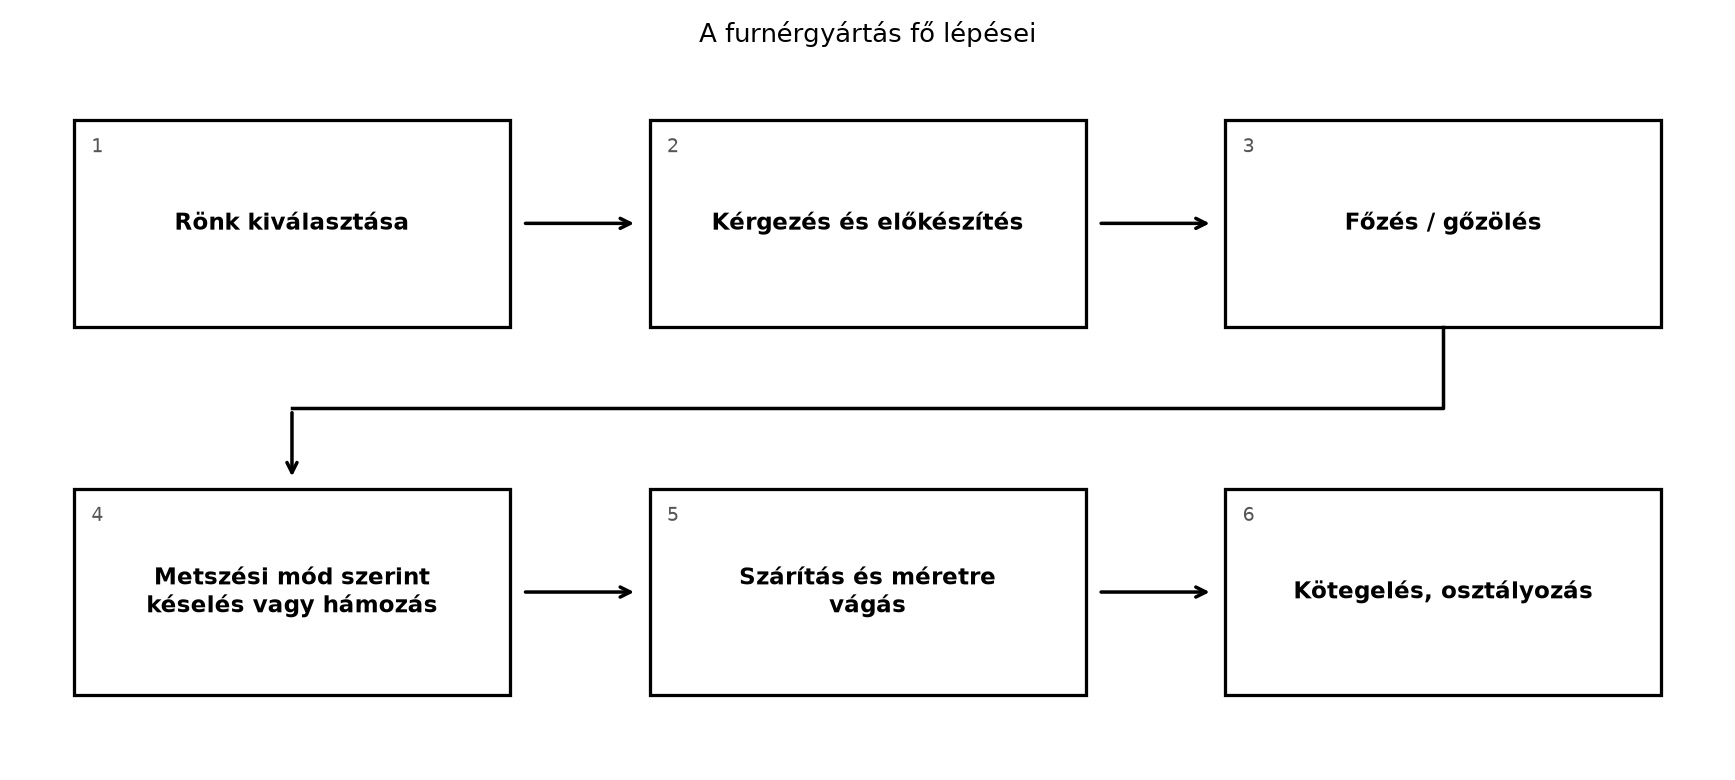 A furnérgyártás fő lépései
1
Rönk kiválasztása
2
Kérgezés és előkészítés
3
Főzés / gőzölés
4
Metszési mód szerint
késelés vagy hámozás
5
Szárítás és méretre
vágás
6
Kötegelés, osztályozás